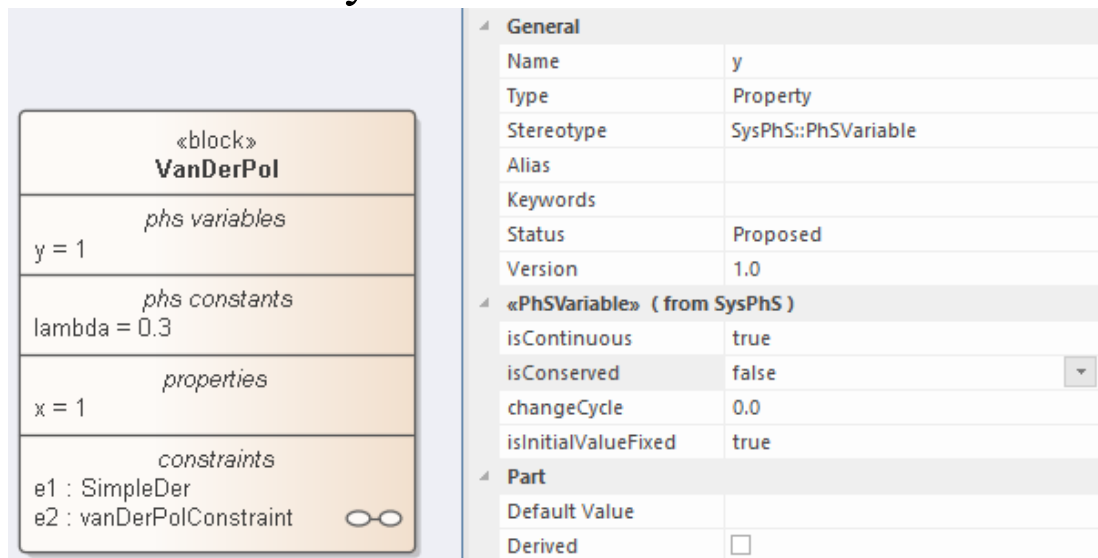 «block»
VanDerPol
phs variables
y = 1
phs constants
lambda = 0.3
properties
x = 1
constraints
e1 : SimpleDer
e2 : vanDerPolConstraint
General
Name y
Type Property
Stereotype SysPhS::PhSVariable
Alias
Keywords
Status Proposed
Version 1.0
«PhSVariable» ( from SysPhS )
isContinuous true
isConserved false
changeCycle 0.0
isInitialValueFixed true
Part
Default Value
Derived